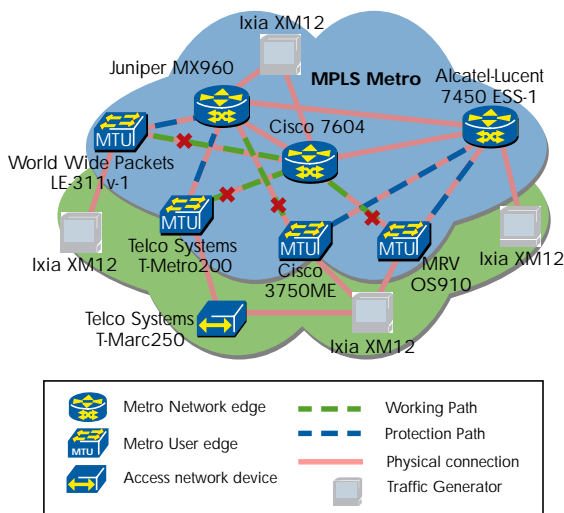 Ixia XM12
Juniper MX960
MPLS Metro
Alcatel-Lucent
7450 ESS-1
Cisco 7604
MTU
World Wide Packets
LE-311v-1
MTU
MTU
MTU
Ixia XM12
Telco Systems
T-Metro200
Cisco
3750ME
MRV
OS910
Ixia XM12
Telco Systems
T-Marc250
Ixia XM12
Metro Network edge
Working Path
MTU
Metro User edge
Protection Path
Physical connection
Access network device
Traffic Generator